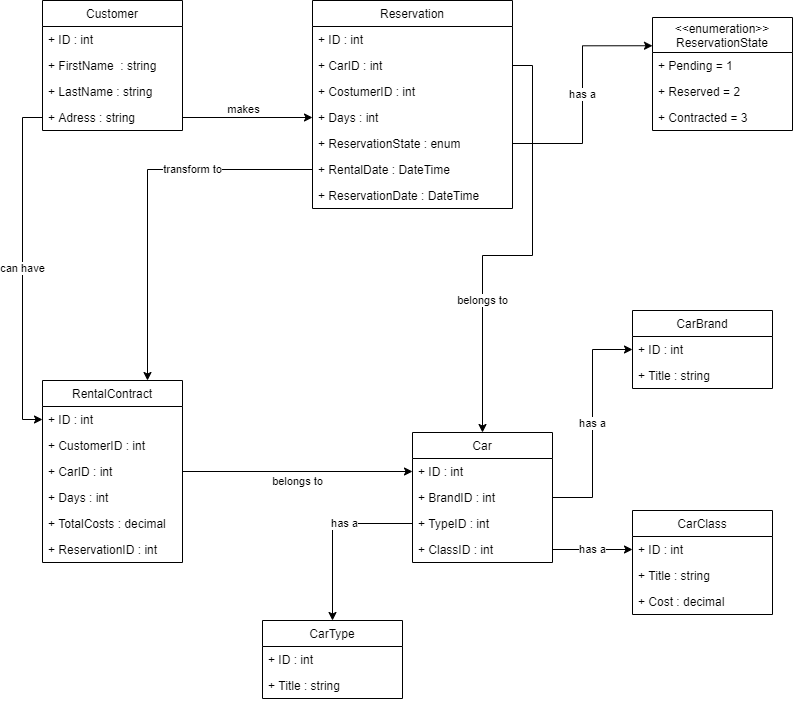 Customer
+ ID : int
+ FirstName : string
+ LastName : string
+ Adress : string
makes
Reservation
+ ID : int
+ CarID : int
+ CostumerID : int
+ Days : int
+ ReservationState : enum
+ RentalDate : DateTime
+ ReservationDate : DateTime
has a
<<enumeration>>
ReservationState
+ Pending = 1
+ Reserved = 2
+ Contracted = 3
transform to
can have
belongs to
RentalContract
+ ID : int
+ CustomerID : int
+ CarID : int
+ Days : int
+ TotalCosts : decimal
+ ReservationID : int
belongs to
Car
+ ID : int
+ BrandID : int
+ TypeID : int
+ ClassID : int
has a
CarBrand
+ ID : int
+ Title : string
has a
CarClass
+ ID : int
+ Title : string
+ Cost : decimal
has a
CarType
+ ID : int
+ Title : string